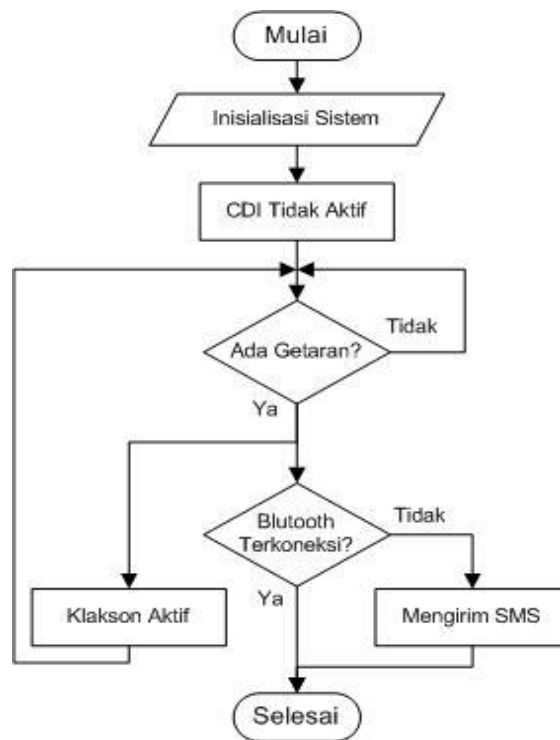 Mulai
Inisialisasi Sistem
CDI Tidak Aktif
Tidak
Ada Getaran?
Ya
Blutooth
Terkoneksi?
Tidak
Ya
Klakson Aktif
Mengirim SMS
Selesai